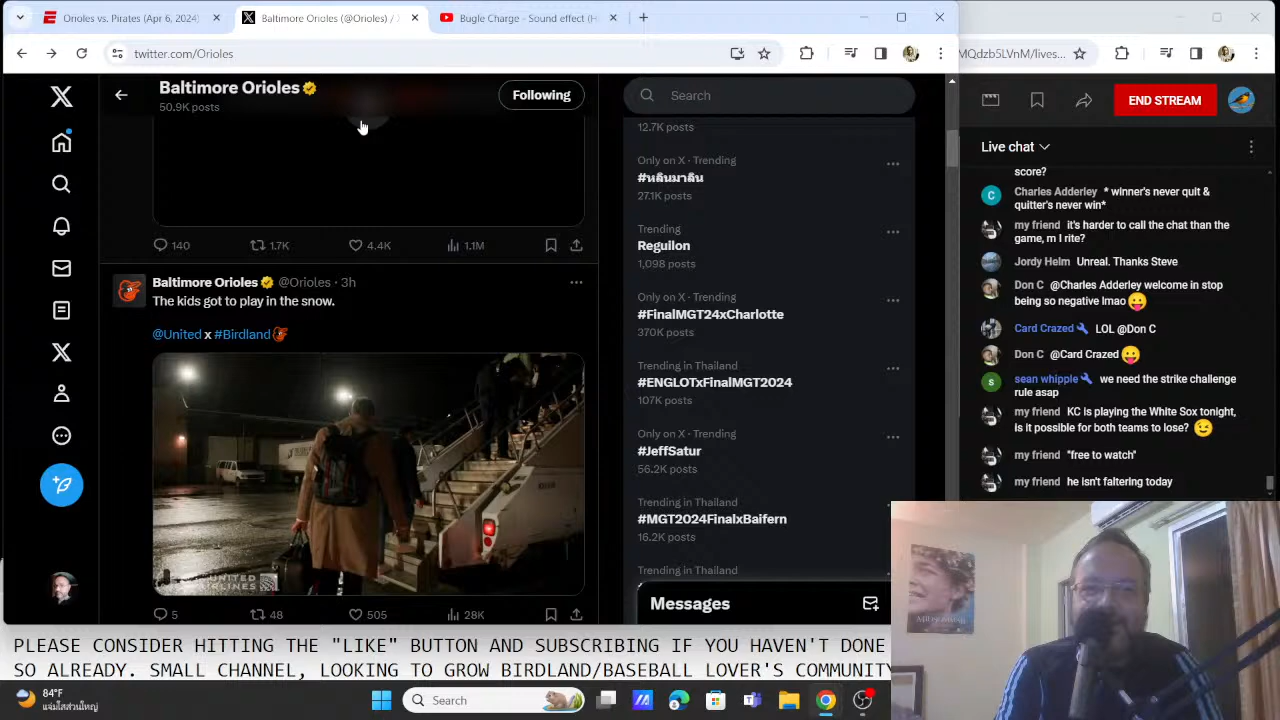 Orioles vs. Pirates (Apr 6, 2024)
Baltimore Orioles (@Orioles) /
Bugle Charge - Sound effect (H
twitter.com/Orioles
MQdzb5LVnM/lives...
Baltimore Orioles
50.9K posts
Following
140
1.7K
4.4K
1.1M
Baltimore Orioles @Orioles · 3h
The kids got to play in the snow.
@United x #Birdland
5
48
505
28K
Search
12.7K posts
Only on X · Trending
#หลินมาลิน
27.1K posts
Trending
Reguilon
1,098 posts
Only on X · Trending
#FinalMGT24xCharlotte
370K posts
Trending in Thailand
#ENGLOTxFinalMGT2024
107K posts
Only on X · Trending
#JeffSatur
56.2K posts
Trending in Thailand
#MGT2024FinalxBaifern
16.2K posts
Trending in Thailand
Messages
END STREAM
Live chat
score?
Charles Adderley * winner's never quit &
quitter's never win*
my friend it's harder to call the chat than the
game, m I rite?
Jordy Helm Unreal. Thanks Steve
Don C @Charles Adderley welcome in stop
being so negative lmao
Card Crazed LOL @Don C
Don C @Card Crazed
sean whipple we need the strike challenge
rule asap
my friend KC is playing the White Sox tonight,
is it possible for both teams to lose?
my friend "free to watch"
my friend he isn't faltering today
PLEASE CONSIDER HITTING THE "LIKE" BUTTON AND SUBSCRIBING IF YOU HAVEN'T DONE
SO ALREADY. SMALL CHANNEL, LOOKING TO GROW BIRDLAND/BASEBALL LOVER'S COMMUNITY
84°F
Search